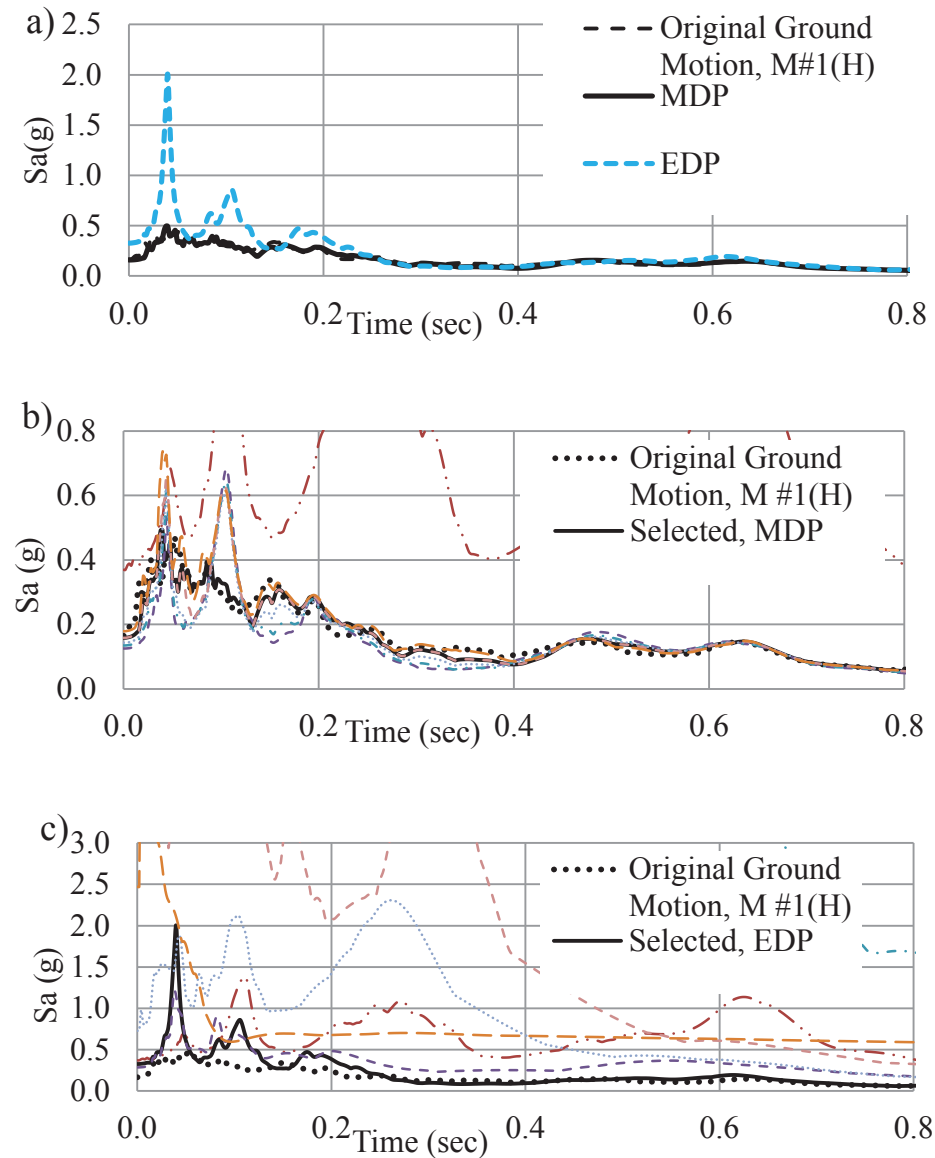 a)
2.5
2.0
1.5
1.0
0.5
0.0
Sa(g)
0.0
0.2
0.4
0.6
0.8
Time (sec)
Original Ground
Motion, M#1(H)
MDP
EDP
b)
0.8
0.6
0.4
0.2
0.0
Sa (g)
0.0
0.2
0.4
0.6
0.8
Time (sec)
Original Ground
Motion, M #1(H)
Selected, MDP
c)
3.0
2.5
2.0
1.5
1.0
0.5
0.0
Sa (g)
0.0
0.2
0.4
0.6
0.8
Time (sec)
Original Ground
Motion, M #1(H)
Selected, EDP